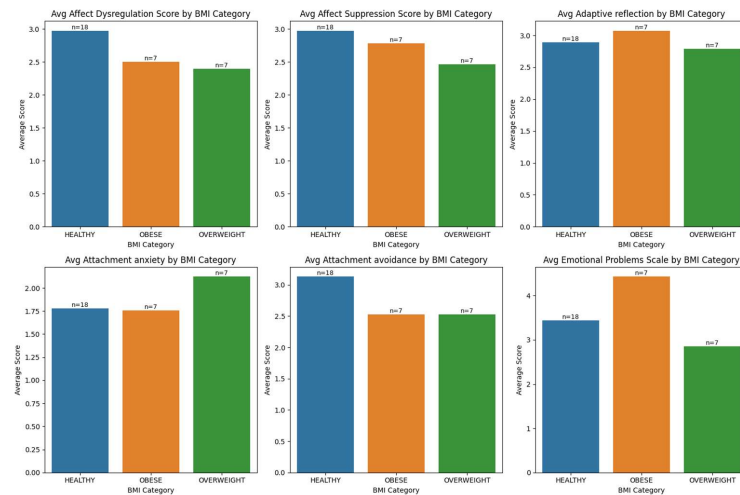 Avg Affect Dysregulation Score by BMI Category
3.0
2.5
2.0
1.5
1.0
0.5
0.0
Average Score
n=18
n=7
n=7
HEALTHY
OBESE
OVERWEIGHT
BMI Category
Avg Affect Suppression Score by BMI Category
3.0
2.5
2.0
1.5
1.0
0.5
0.0
Average Score
n=18
n=7
n=7
HEALTHY
OBESE
OVERWEIGHT
BMI Category
Avg Adaptive reflection by BMI Category
3.0
2.5
2.0
1.5
1.0
0.5
0.0
Average Score
n=18
n=7
n=7
HEALTHY
OBESE
OVERWEIGHT
BMI Category
Avg Attachment anxiety by BMI Category
2.00
1.75
1.50
1.25
1.00
0.75
0.50
0.25
0.00
Average Score
n=18
n=7
n=7
HEALTHY
OBESE
OVERWEIGHT
BMI Category
Avg Attachment avoidance by BMI Category
3.0
2.5
2.0
1.5
1.0
0.5
0.0
Average Score
n=18
n=7
n=7
HEALTHY
OBESE
OVERWEIGHT
BMI Category
Avg Emotional Problems Scale by BMI Category
4
3
2
1
0
Average Score
n=18
n=7
n=7
HEALTHY
OBESE
OVERWEIGHT
BMI Category